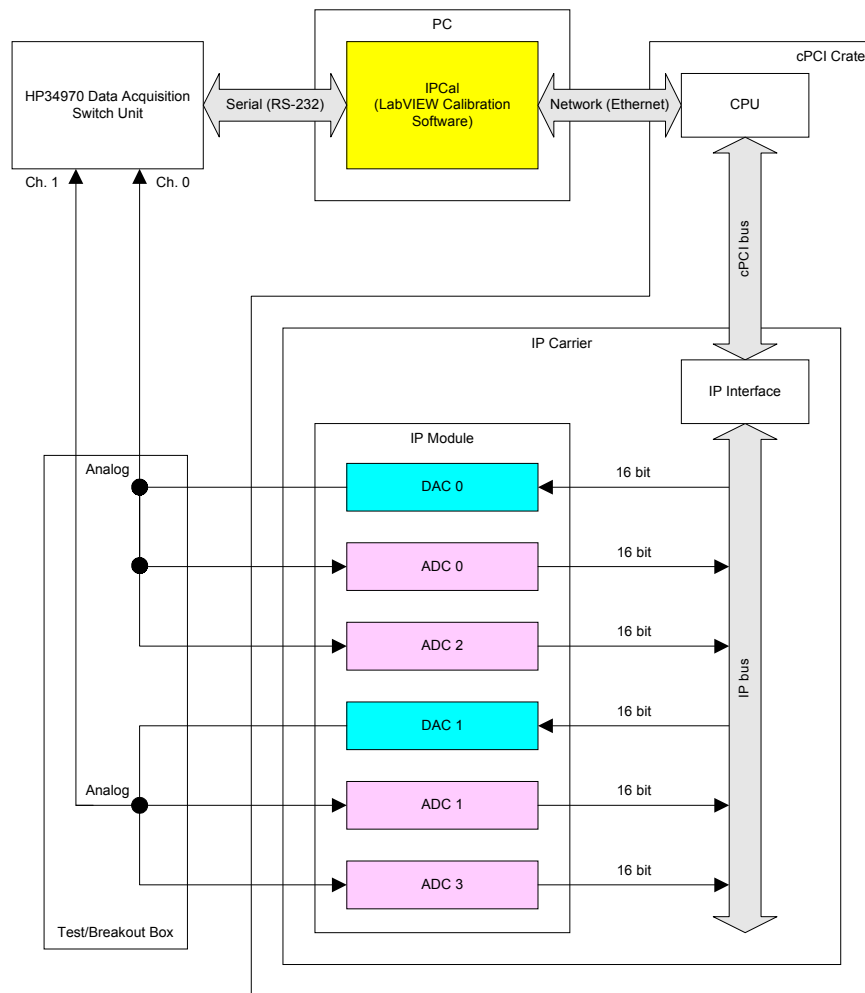 PC
cPCI Crate
HP34970 Data Acquisition
Switch Unit
Serial (RS-232)
IPCal
(LabVIEW Calibration
Software)
Network (Ethernet)
CPU
Ch. 1
Ch. 0
cPCI bus
IP Carrier
IP Interface
IP Module
Analog
DAC 0
16 bit
ADC 0
16 bit
ADC 2
16 bit
IP bus
DAC 1
16 bit
Analog
ADC 1
16 bit
ADC 3
16 bit
Test/Breakout Box